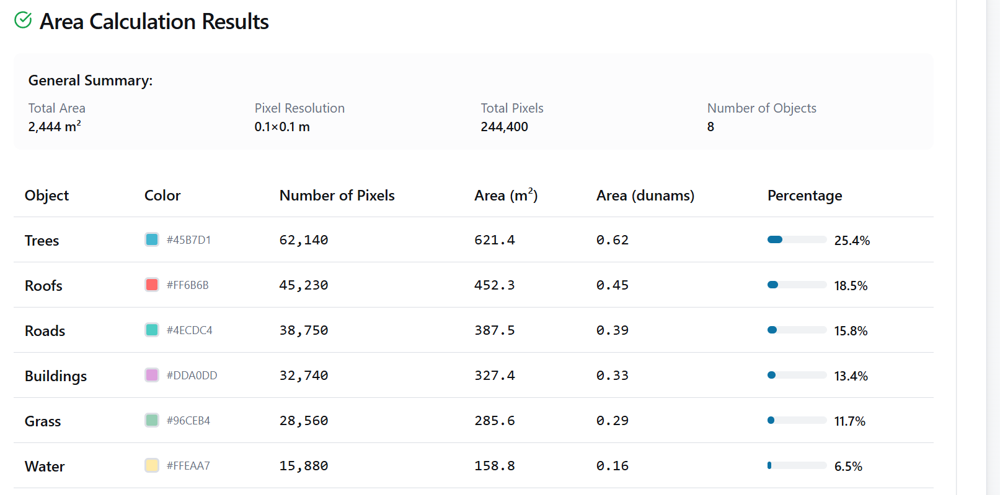 Area Calculation Results
General Summary:
Total Area Pixel Resolution Total Pixels Number of Objects
2,444 m² 0.1×0.1 m 244,400 8
Object Color Number of Pixels Area (m²) Area (dunams) Percentage
Trees #45B7D1 62,140 621.4 0.62 25.4%
Roofs #FF6B6B 45,230 452.3 0.45 18.5%
Roads #4ECDC4 38,750 387.5 0.39 15.8%
Buildings #DDA0DD 32,740 327.4 0.33 13.4%
Grass #96CEB4 28,560 285.6 0.29 11.7%
Water #FFEAA7 15,880 158.8 0.16 6.5%